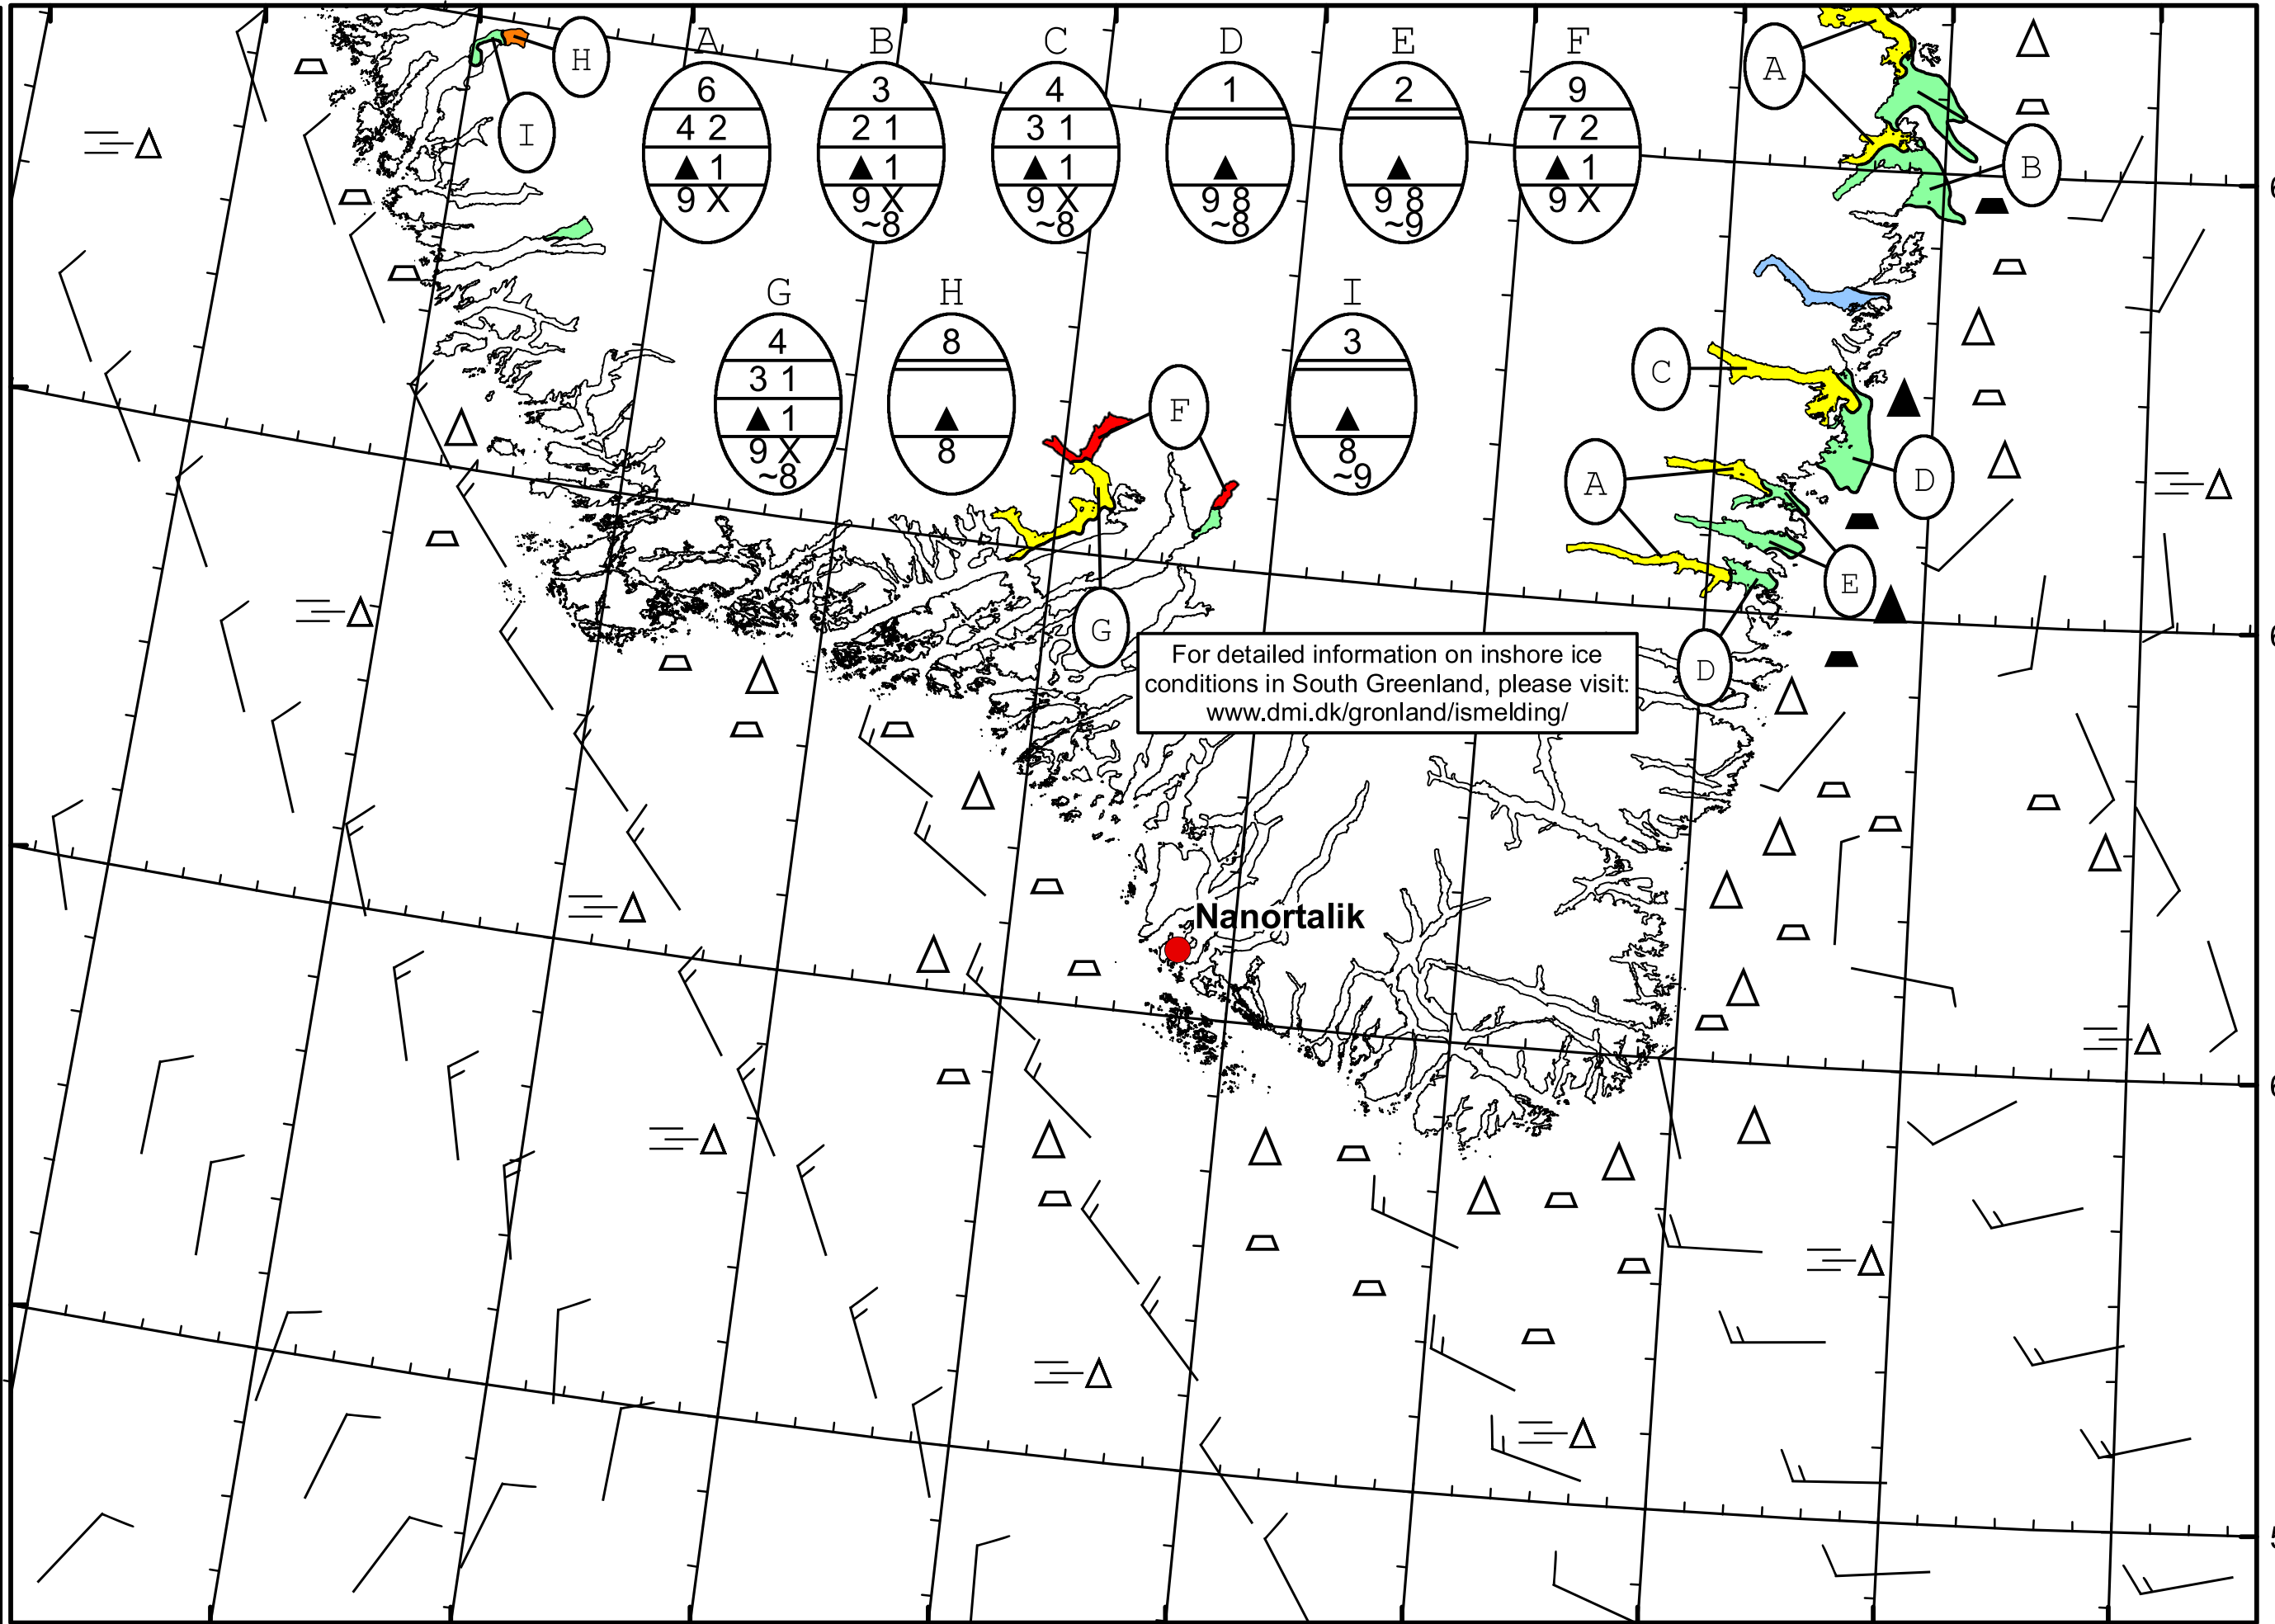 A B C D E F
6
4 2
▲ 1
9 X
3
2 1
▲ 1
9 X
~8
4
3 1
▲ 1
9 X
~8
1
▲
9 8
~8
2
▲
9 8
~9
9
7 2
▲ 1
9 X
G H I
4
3 1
▲ 1
9 X
~8
8
▲
8
3
▲
8
~9
H
I
A
B
C
F
D
A
E
G
D
For detailed information on inshore ice
conditions in South Greenland, please visit:
www.dmi.dk/gronland/ismelding/
Nanortalik